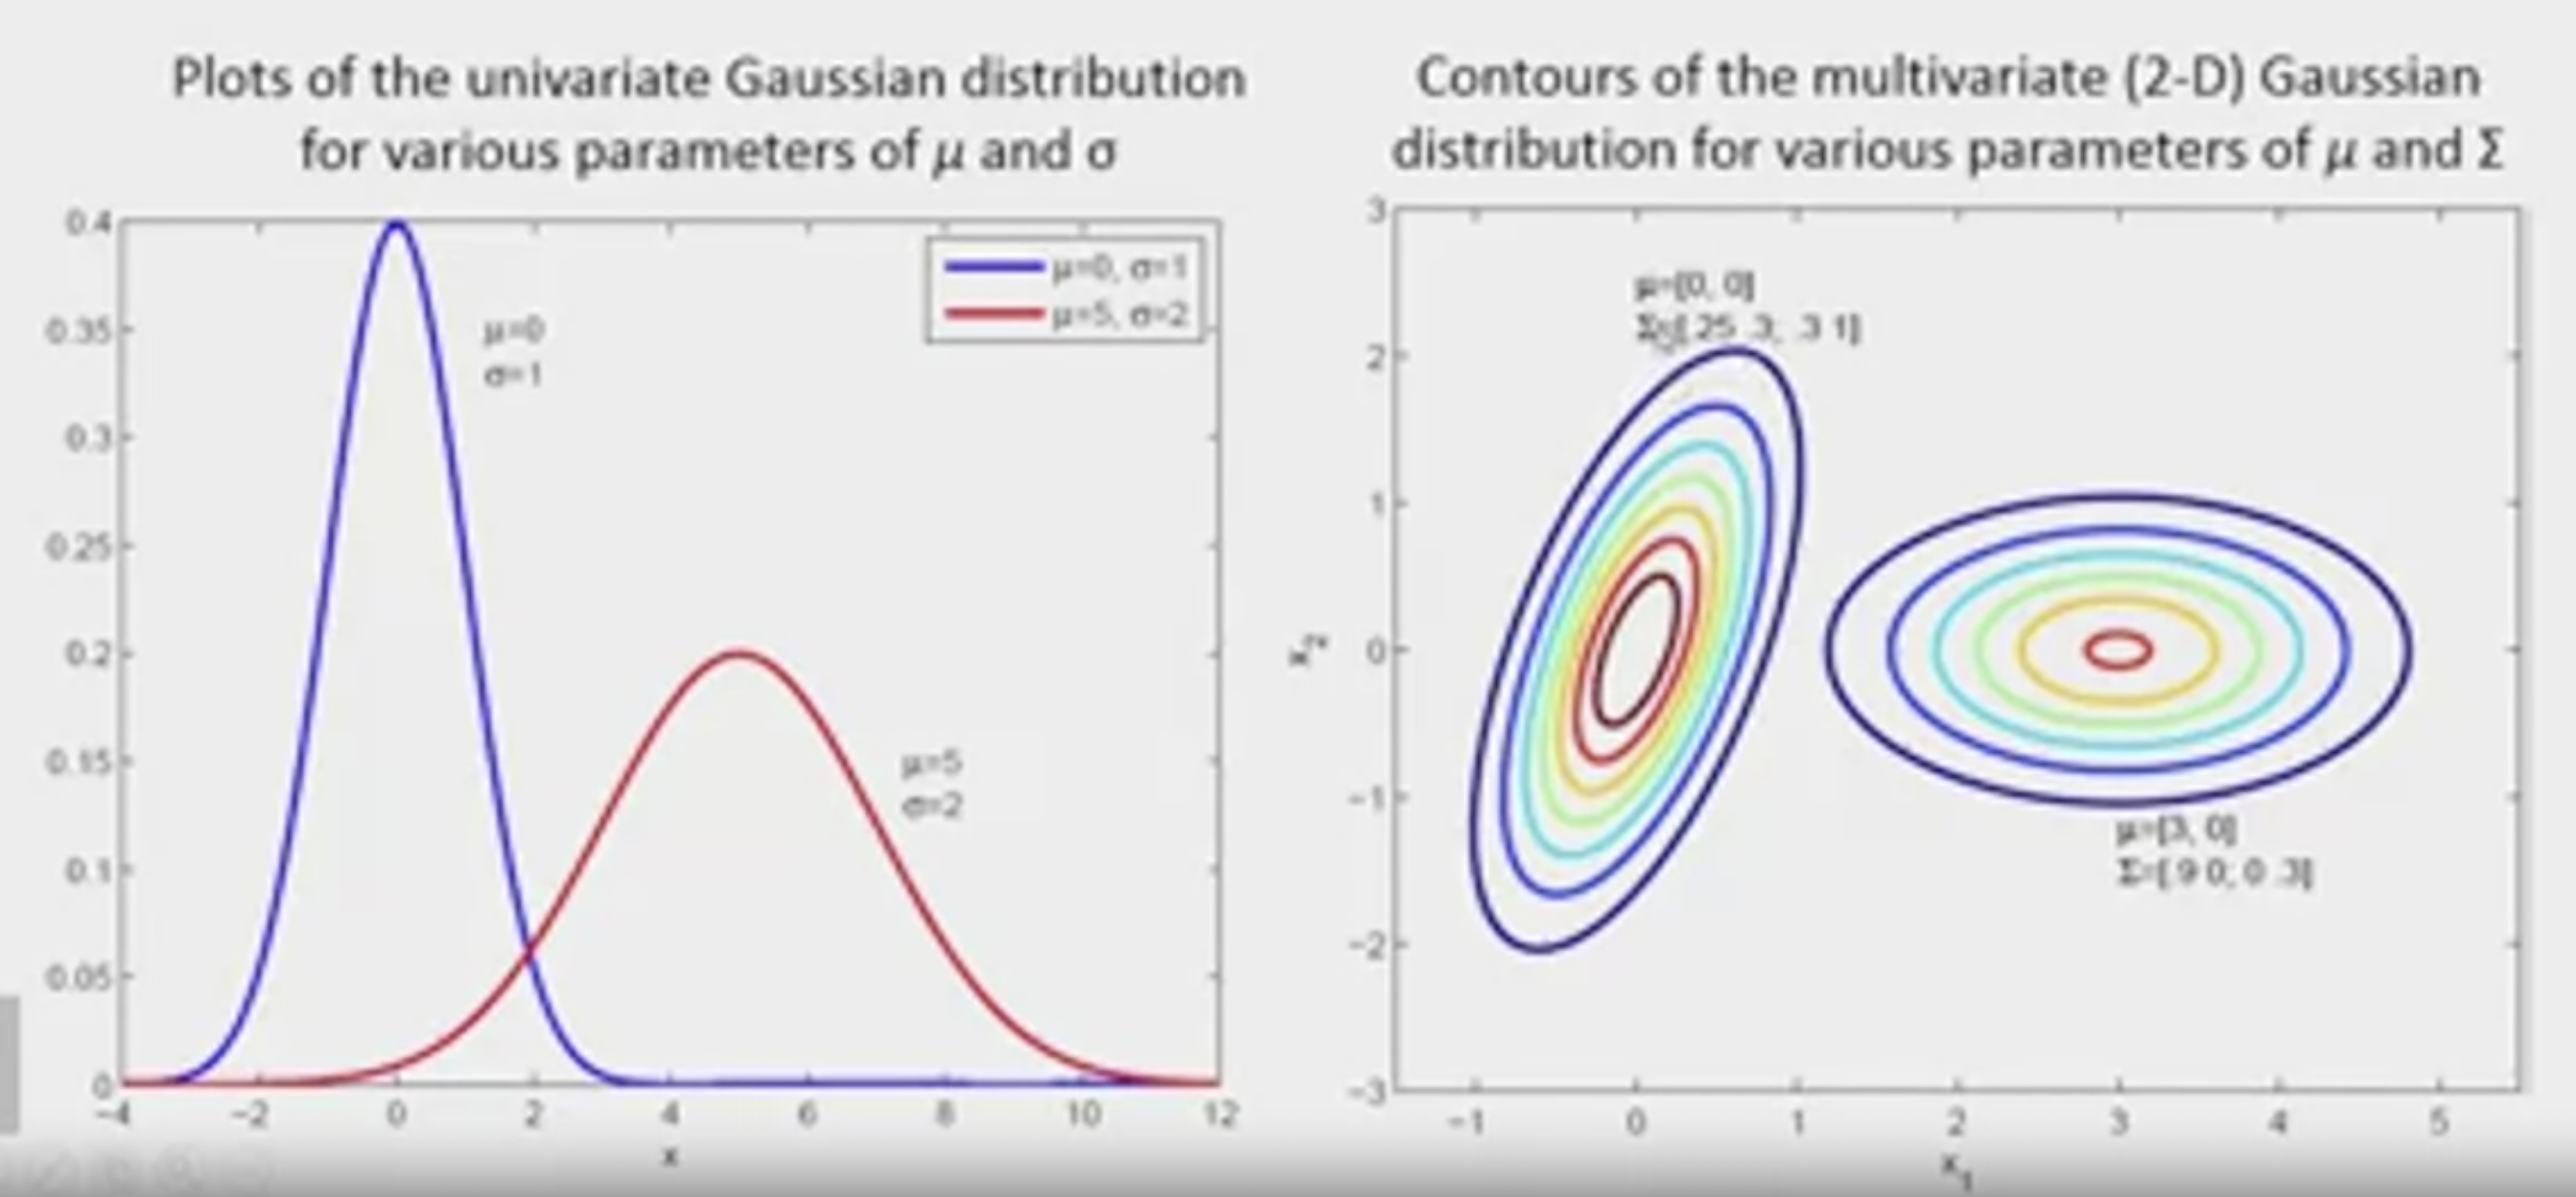 Plots of the univariate Gaussian distribution
for various parameters of μ and σ
0.4
0.35
0.3
0.25
0.2
0.15
0.1
0.05
0
−4 −2 0 2 4 6 8 10 12
x
μ=0, σ=1
μ=5, σ=2
μ=0
σ=1
μ=5
σ=2
Contours of the multivariate (2-D) Gaussian
distribution for various parameters of μ and Σ
3
2
1
0
−1
−2
−3
x2
−1 0 1 2 3 4 5
x1
μ=[0, 0]
Σ=[.25 .3; .3 1]
μ=[3, 0]
Σ=[.9 0; 0 .3]